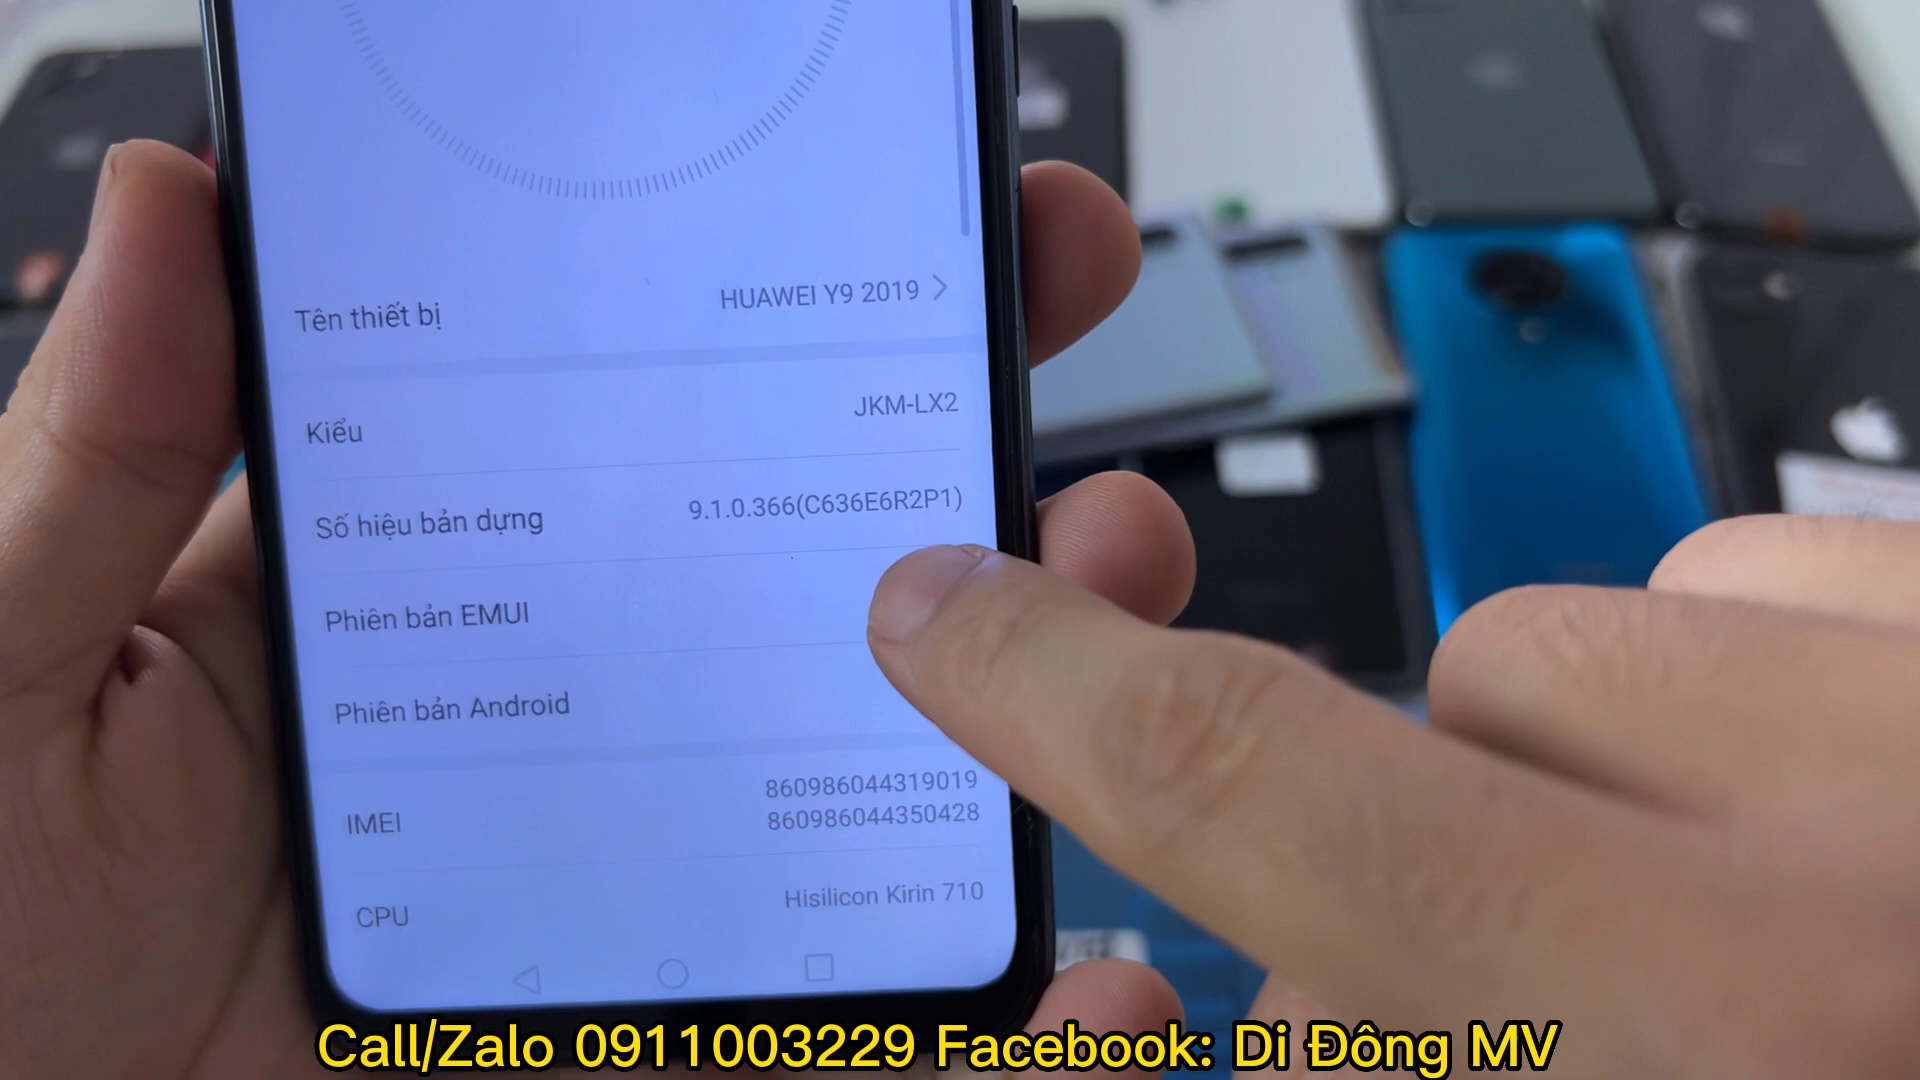 Tên thiết bị HUAWEI Y9 2019
Kiểu JKM-LX2
Số hiệu bản dựng 9.1.0.366(C636E6R2P1)
Phiên bản EMUI
Phiên bản Android
IMEI 860986044319019
860986044350428
CPU Hisilicon Kirin 710
Call/Zalo 0911003229 Facebook: Di Đông MV